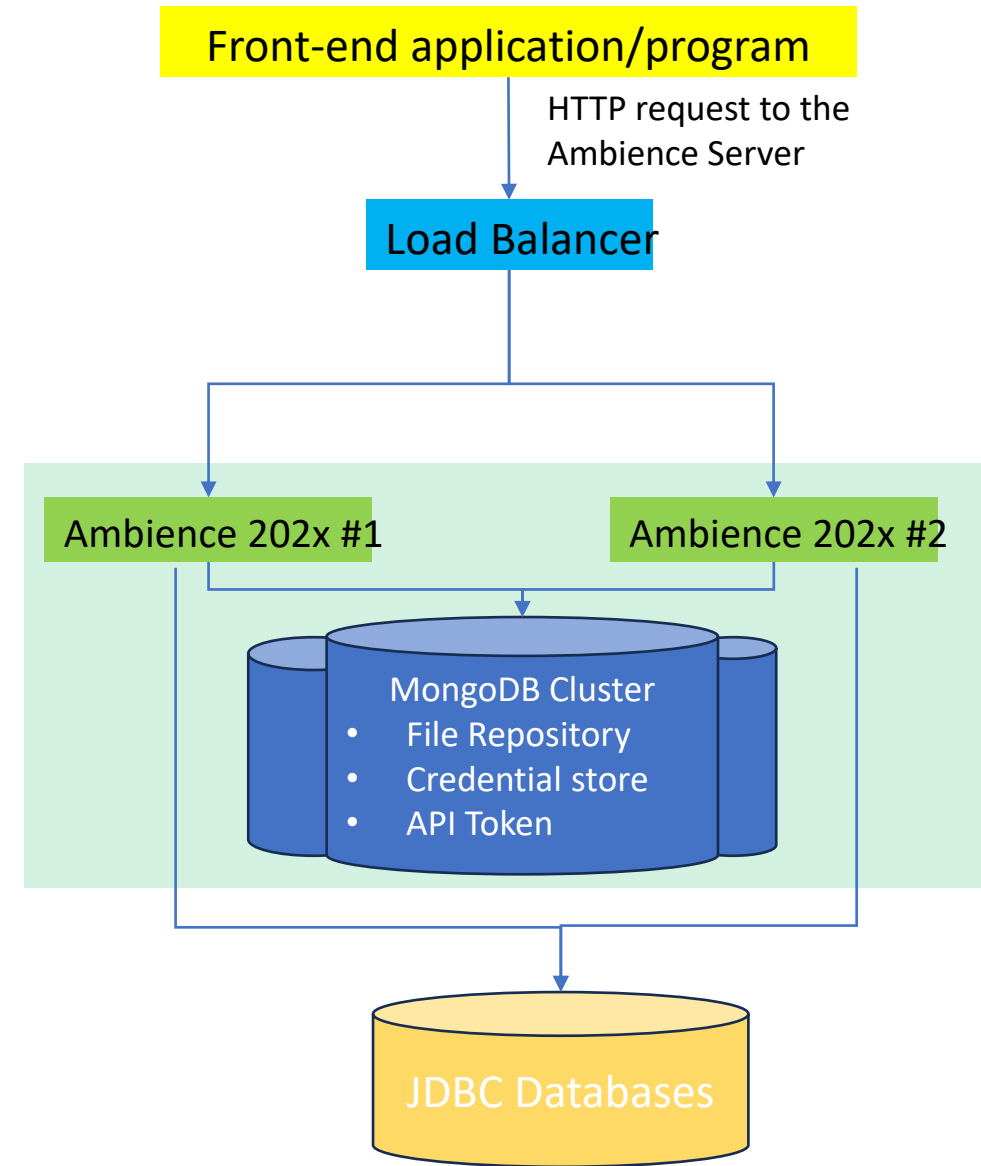 Front-end application/program
HTTP request to the
Ambience Server
Load Balancer
Ambience 202x #1
Ambience 202x #2
MongoDB Cluster
• File Repository
• Credential store
• API Token
JDBC Databases